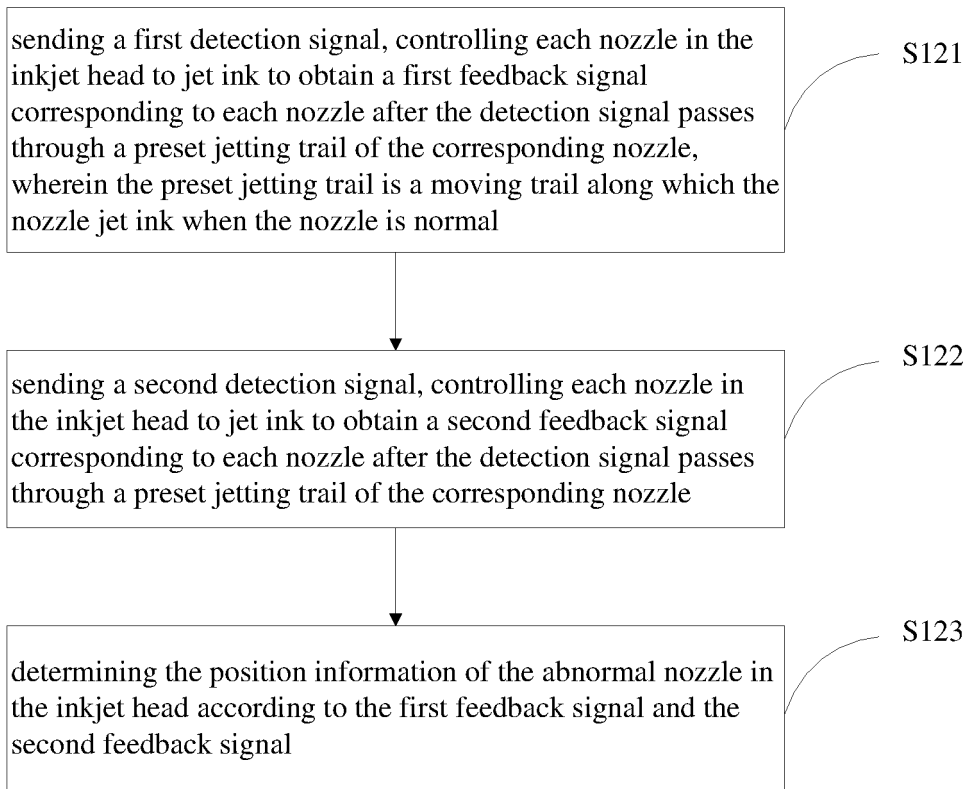 sending a first detection signal, controlling each nozzle in the
inkjet head to jet ink to obtain a first feedback signal
corresponding to each nozzle after the detection signal passes
through a preset jetting trail of the corresponding nozzle,
wherein the preset jetting trail is a moving trail along which the
nozzle jet ink when the nozzle is normal
S121
sending a second detection signal, controlling each nozzle in
the inkjet head to jet ink to obtain a second feedback signal
corresponding to each nozzle after the detection signal passes
through a preset jetting trail of the corresponding nozzle
S122
determining the position information of the abnormal nozzle in
the inkjet head according to the first feedback signal and the
second feedback signal
S123